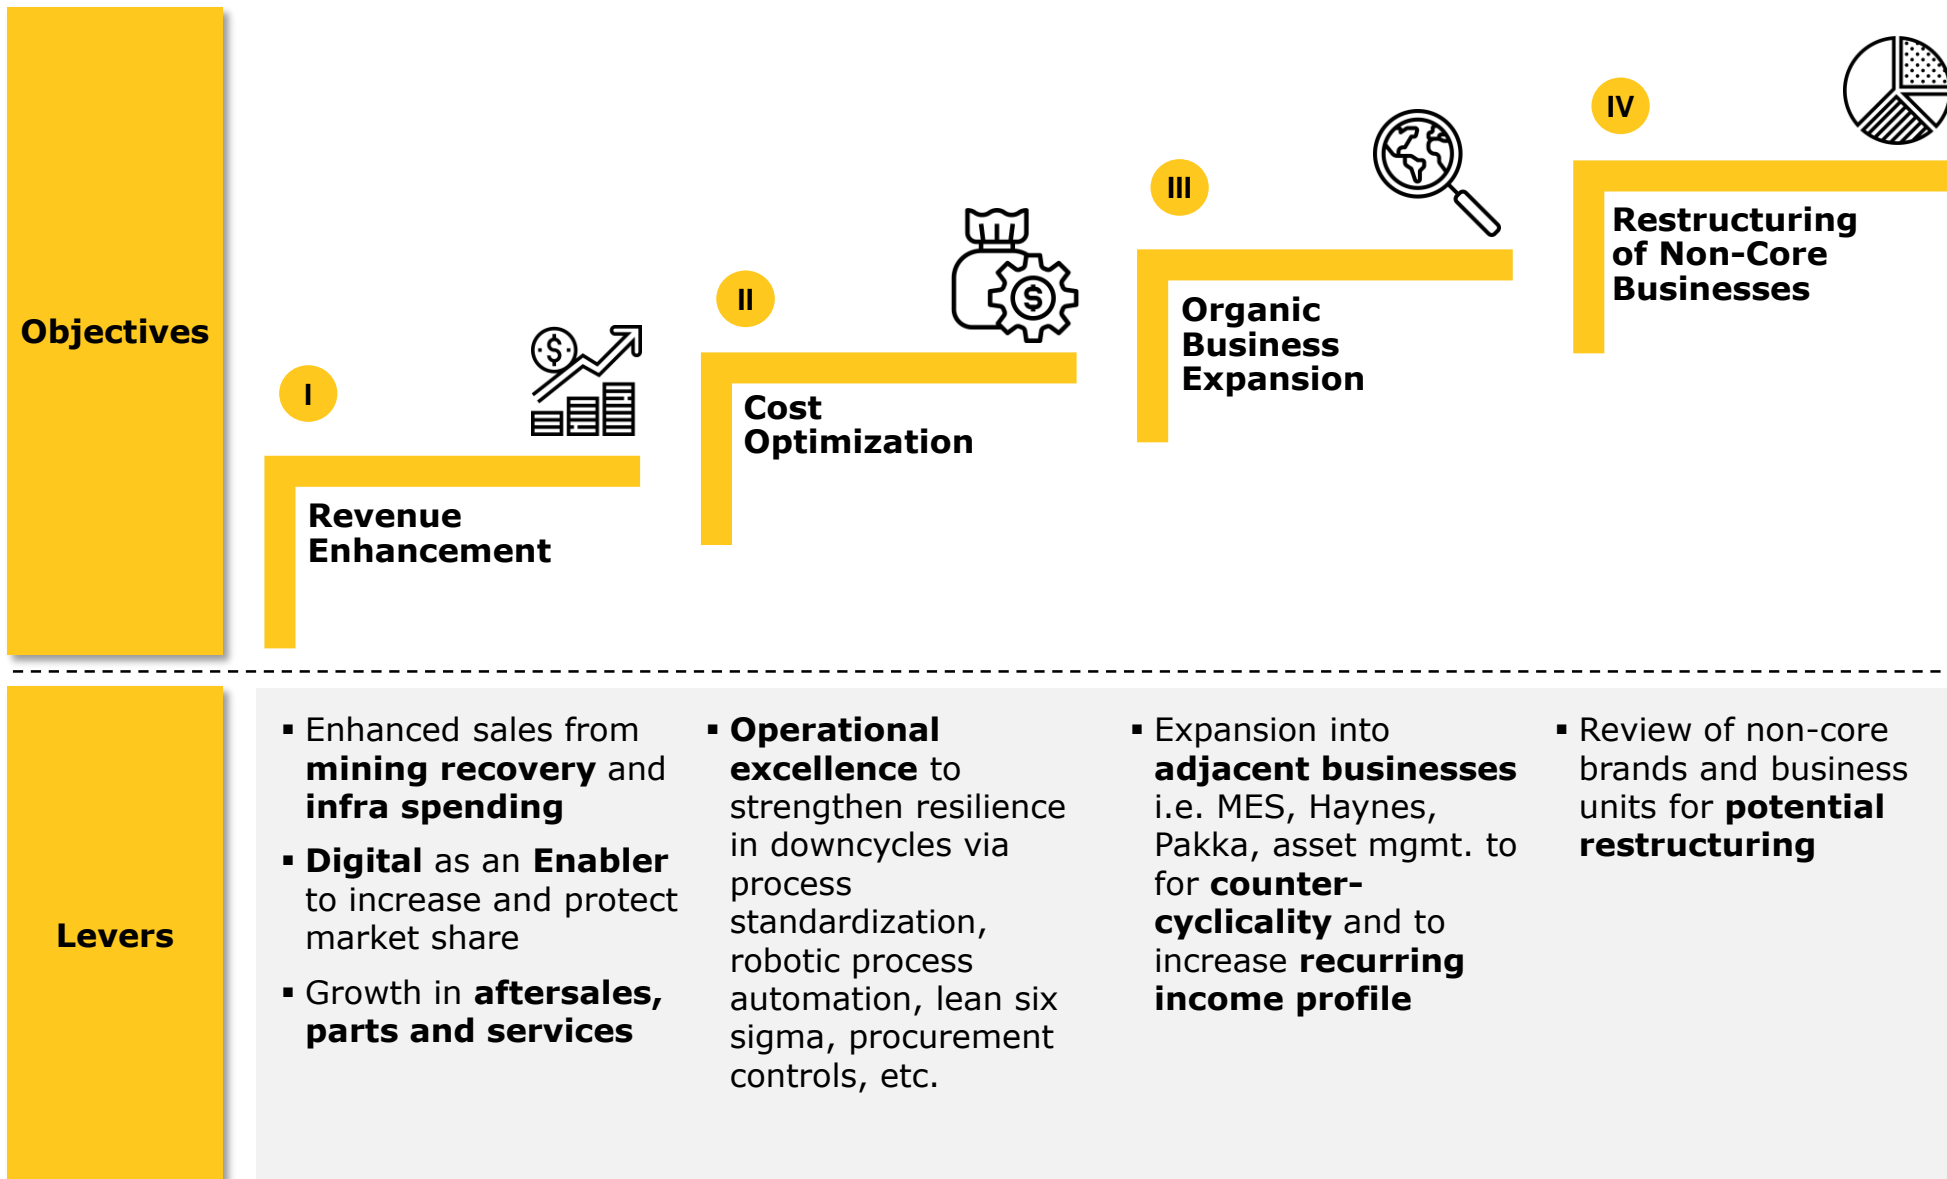 Objectives
I
Revenue
Enhancement
II
Cost
Optimization
III
Organic
Business
Expansion
IV
Restructuring
of Non-Core
Businesses
Levers
▪ Enhanced sales from
mining recovery and
infra spending
▪ Digital as an Enabler
to increase and protect
market share
▪ Growth in aftersales,
parts and services
▪ Operational
excellence to
strengthen resilience
in downcycles via
process
standardization,
robotic process
automation, lean six
sigma, procurement
controls, etc.
▪ Expansion into
adjacent businesses
i.e. MES, Haynes,
Pakka, asset mgmt. to
for counter-
cyclicality and to
increase recurring
income profile
▪ Review of non-core
brands and business
units for potential
restructuring